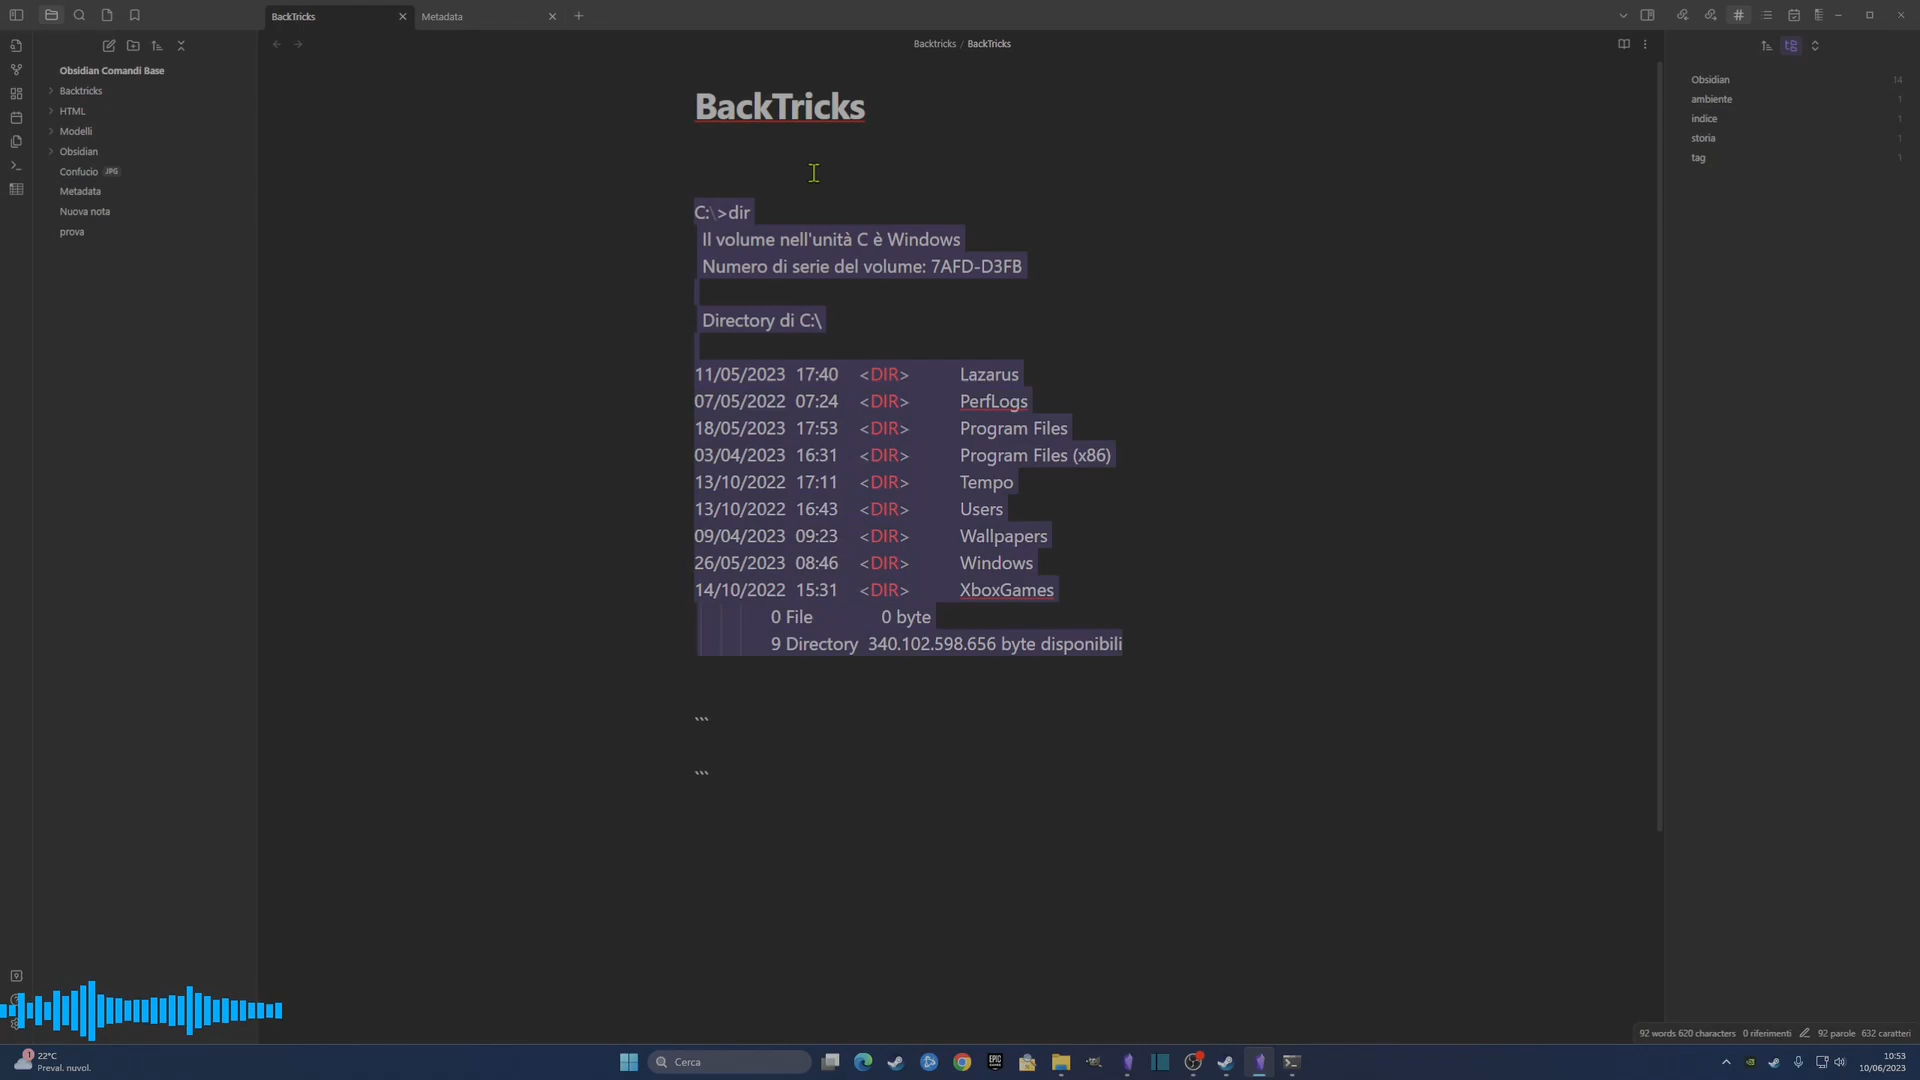 BackTricks
Metadata
Backtricks / BackTricks
Obsidian Comandi Base
Backtricks
HTML
Modelli
Obsidian
Confucio JPG
Metadata
Nuova nota
prova
BackTricks
C:\>dir
Il volume nell'unità C è Windows
Numero di serie del volume: 7AFD-D3FB
Directory di C:\
11/05/2023 17:40 <DIR> Lazarus
07/05/2022 07:24 <DIR> PerfLogs
18/05/2023 17:53 <DIR> Program Files
03/04/2023 16:31 <DIR> Program Files (x86)
13/10/2022 17:11 <DIR> Tempo
13/10/2022 16:43 <DIR> Users
09/04/2023 09:23 <DIR> Wallpapers
26/05/2023 08:46 <DIR> Windows
14/10/2022 15:31 <DIR> XboxGames
0 File 0 byte
9 Directory 340.102.598.656 byte disponibili
```
```
Obsidian 14
ambiente 1
indice 1
storia 1
tag 1
92 words 620 characters 0 riferimenti 92 parole 632 caratteri
1
22°C
Preval. nuvol.
Cerca
EPIC
10:53
10/06/2023